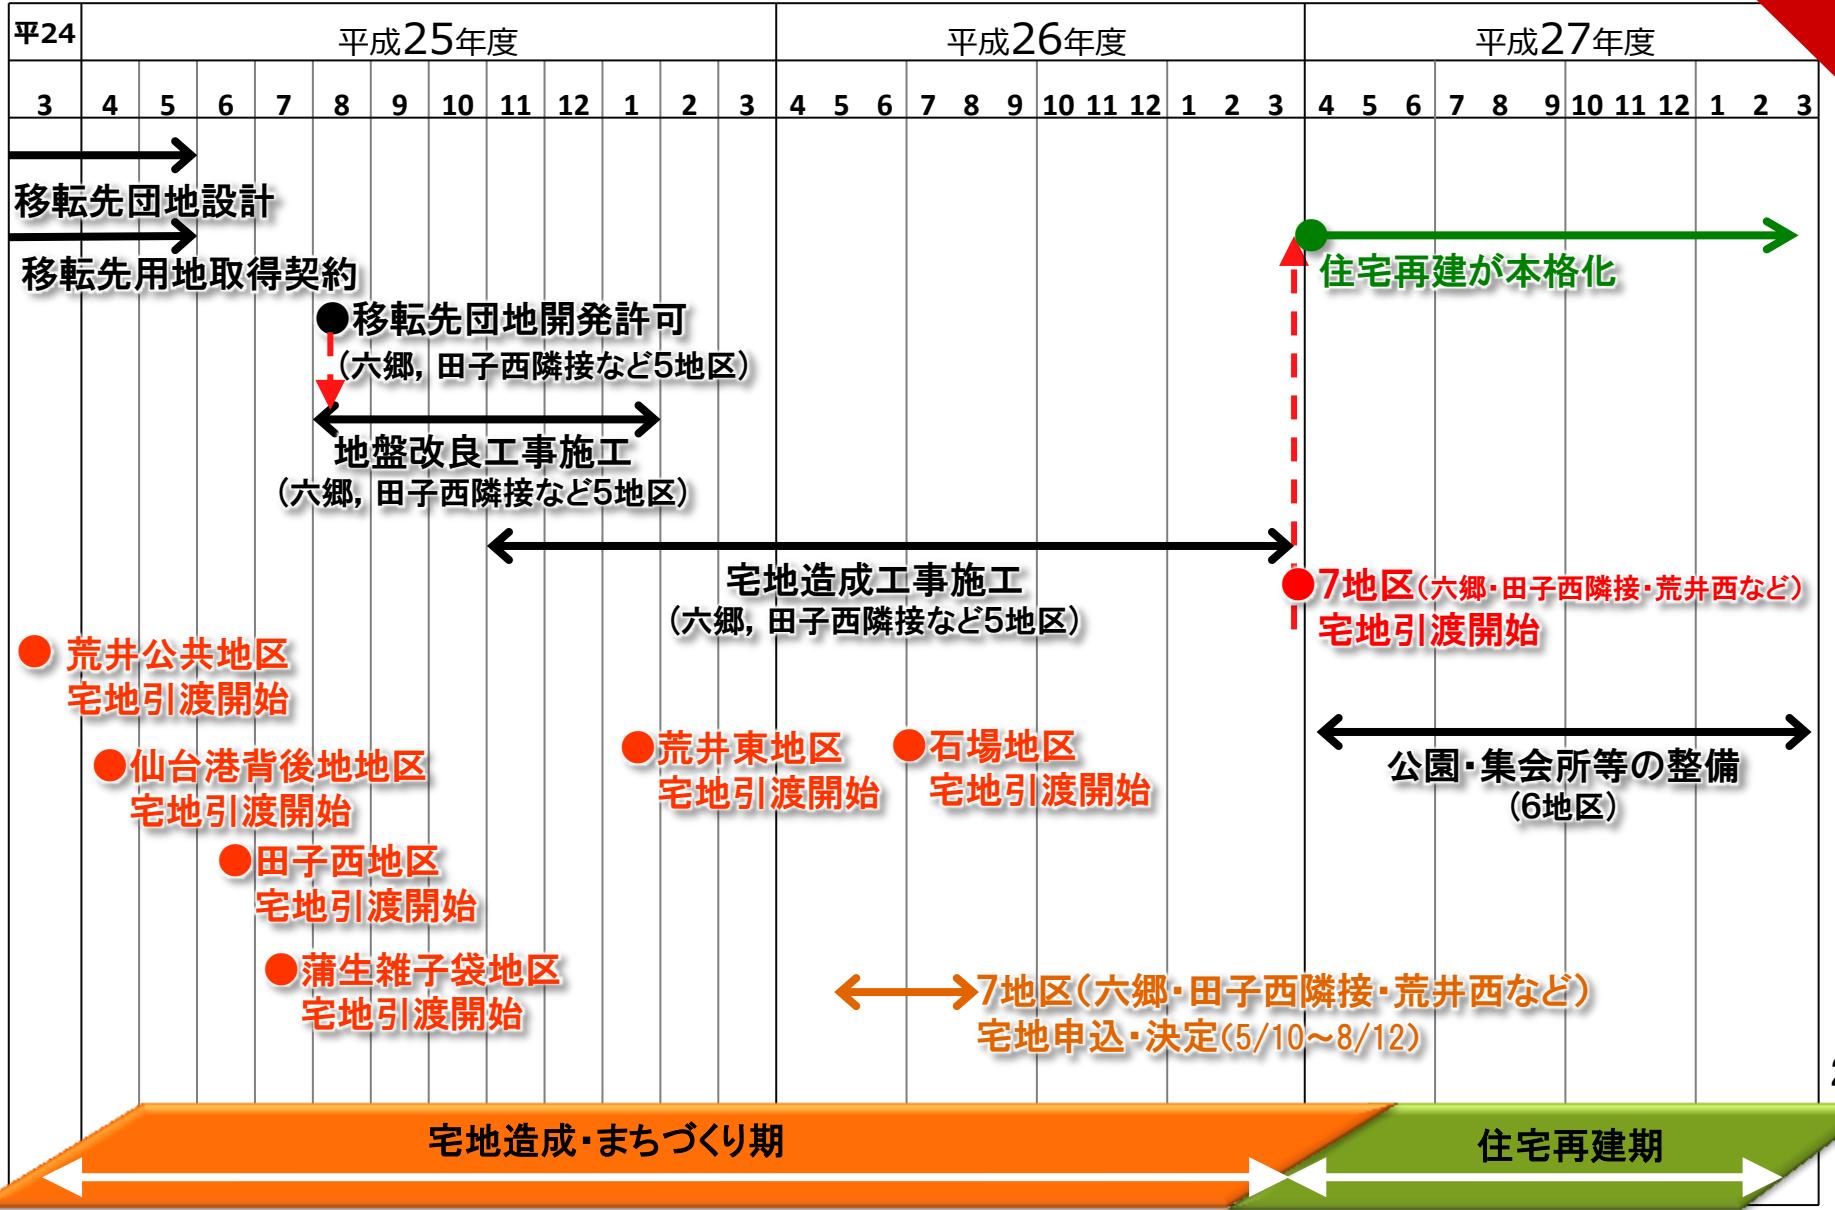 平24 平成25年度 平成26年度 平成27年度
3 4 5 6 7 8 9 10 11 12 1 2 3 4 5 6 7 8 9 10 11 12 1 2 3 4 5 6 7 8 9 10 11 12 1 2 3
移転先団地設計
移転先用地取得契約
住宅再建が本格化
●移転先団地開発許可
(六郷, 田子西隣接など5地区)
地盤改良工事施工
(六郷, 田子西隣接など5地区)
宅地造成工事施工
(六郷, 田子西隣接など5地区)
●7地区(六郷・田子西隣接・荒井西など)
宅地引渡開始
● 荒井公共地区
宅地引渡開始
●仙台港背後地地区
宅地引渡開始
●荒井東地区
宅地引渡開始
●石場地区
宅地引渡開始
公園・集会所等の整備
(6地区)
●田子西地区
宅地引渡開始
●蒲生雑子袋地区
宅地引渡開始
7地区(六郷・田子西隣接・荒井西など)
宅地申込・決定(5/10～8/12)
宅地造成・まちづくり期
住宅再建期